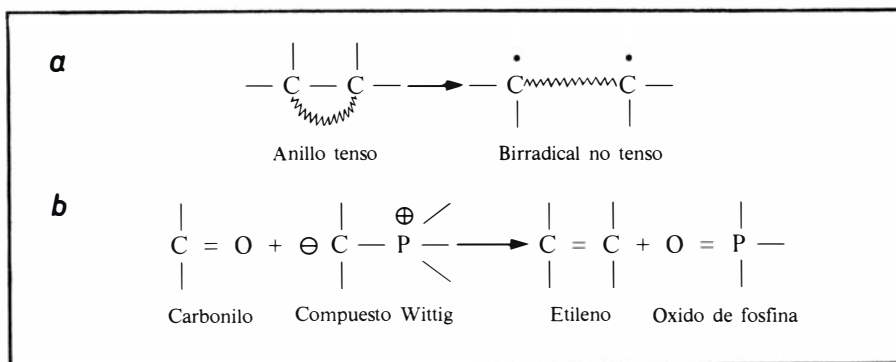 a
— C — C — → — C C —
Anillo tenso Birradical no tenso
b
⊕
C = O + ⊖ C — P — → C = C + O = P —
Carbonilo Compuesto Wittig Etileno Oxido de fosfina